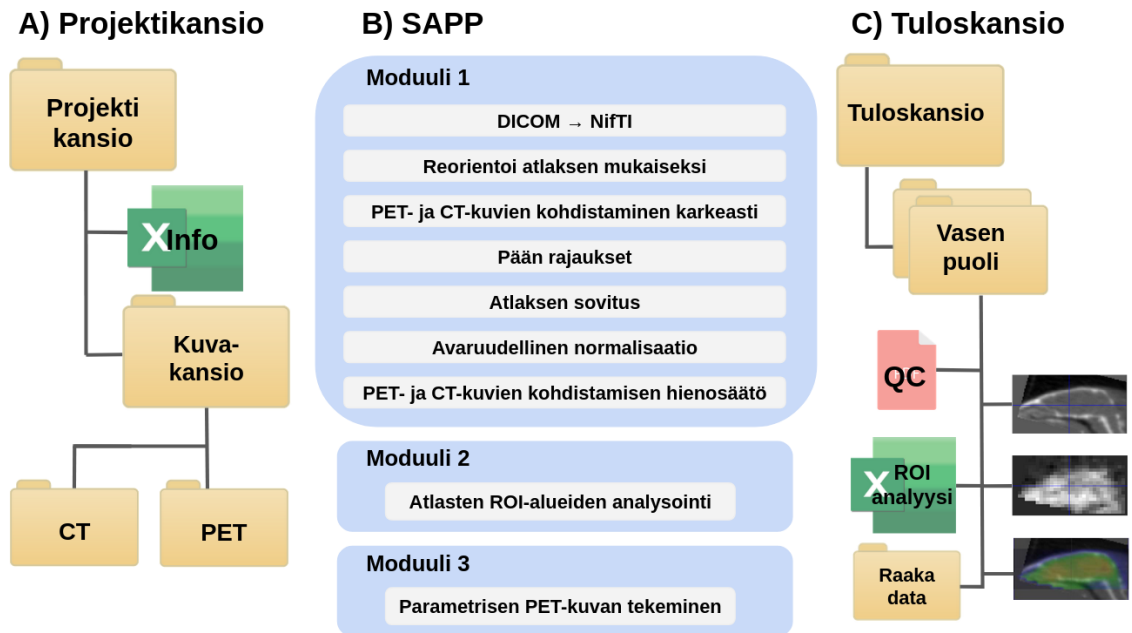 A) Projektikansio
Projekti
kansio
X Info
Kuva-
kansio
CT
PET
B) SAPP
Moduuli 1
DICOM → NifTI
Reorientoi atlaksen mukaiseksi
PET- ja CT-kuvien kohdistaminen karkeasti
Pään rajaukset
Atlaksen sovitus
Avaruudellinen normalisaatio
PET- ja CT-kuvien kohdistamisen hienosäätö
Moduuli 2
Atlasten ROI-alueiden analysointi
Moduuli 3
Parametrisen PET-kuvan tekeminen
C) Tuloskansio
Tuloskansio
Vasen
puoli
QC
X ROI
analyysi
Raaka
data